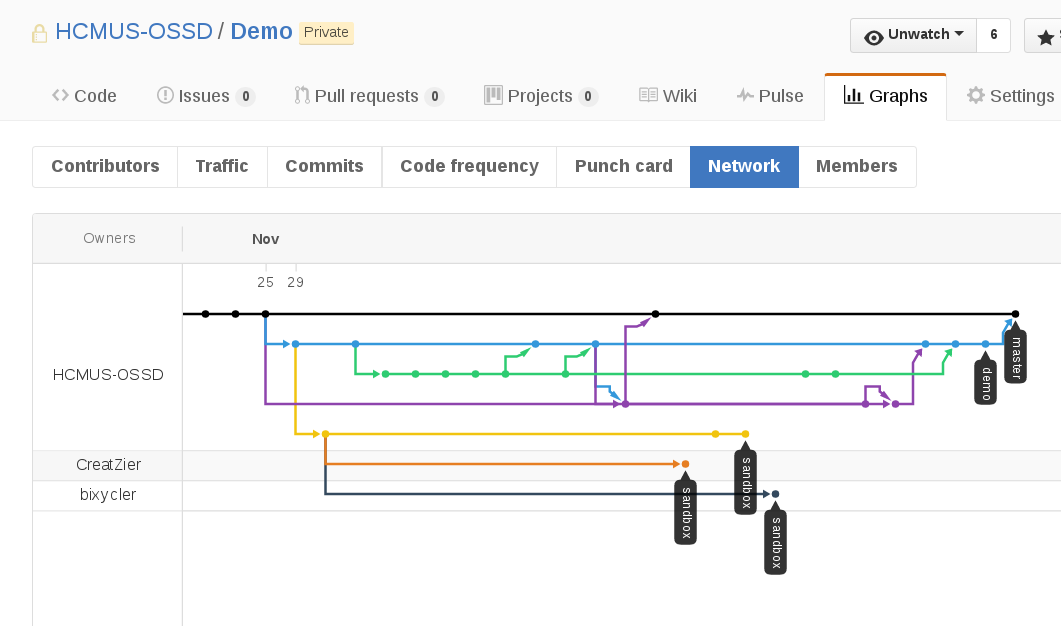 HCMUS-OSSD / Demo Private
Unwatch 6
Code Issues 0 Pull requests 0 Projects 0 Wiki Pulse Graphs Settings
Contributors Traffic Commits Code frequency Punch card Network Members
Owners Nov
25 29
HCMUS-OSSD
master
demo
CreatZier
sandbox
bixycler
sandbox
sandbox